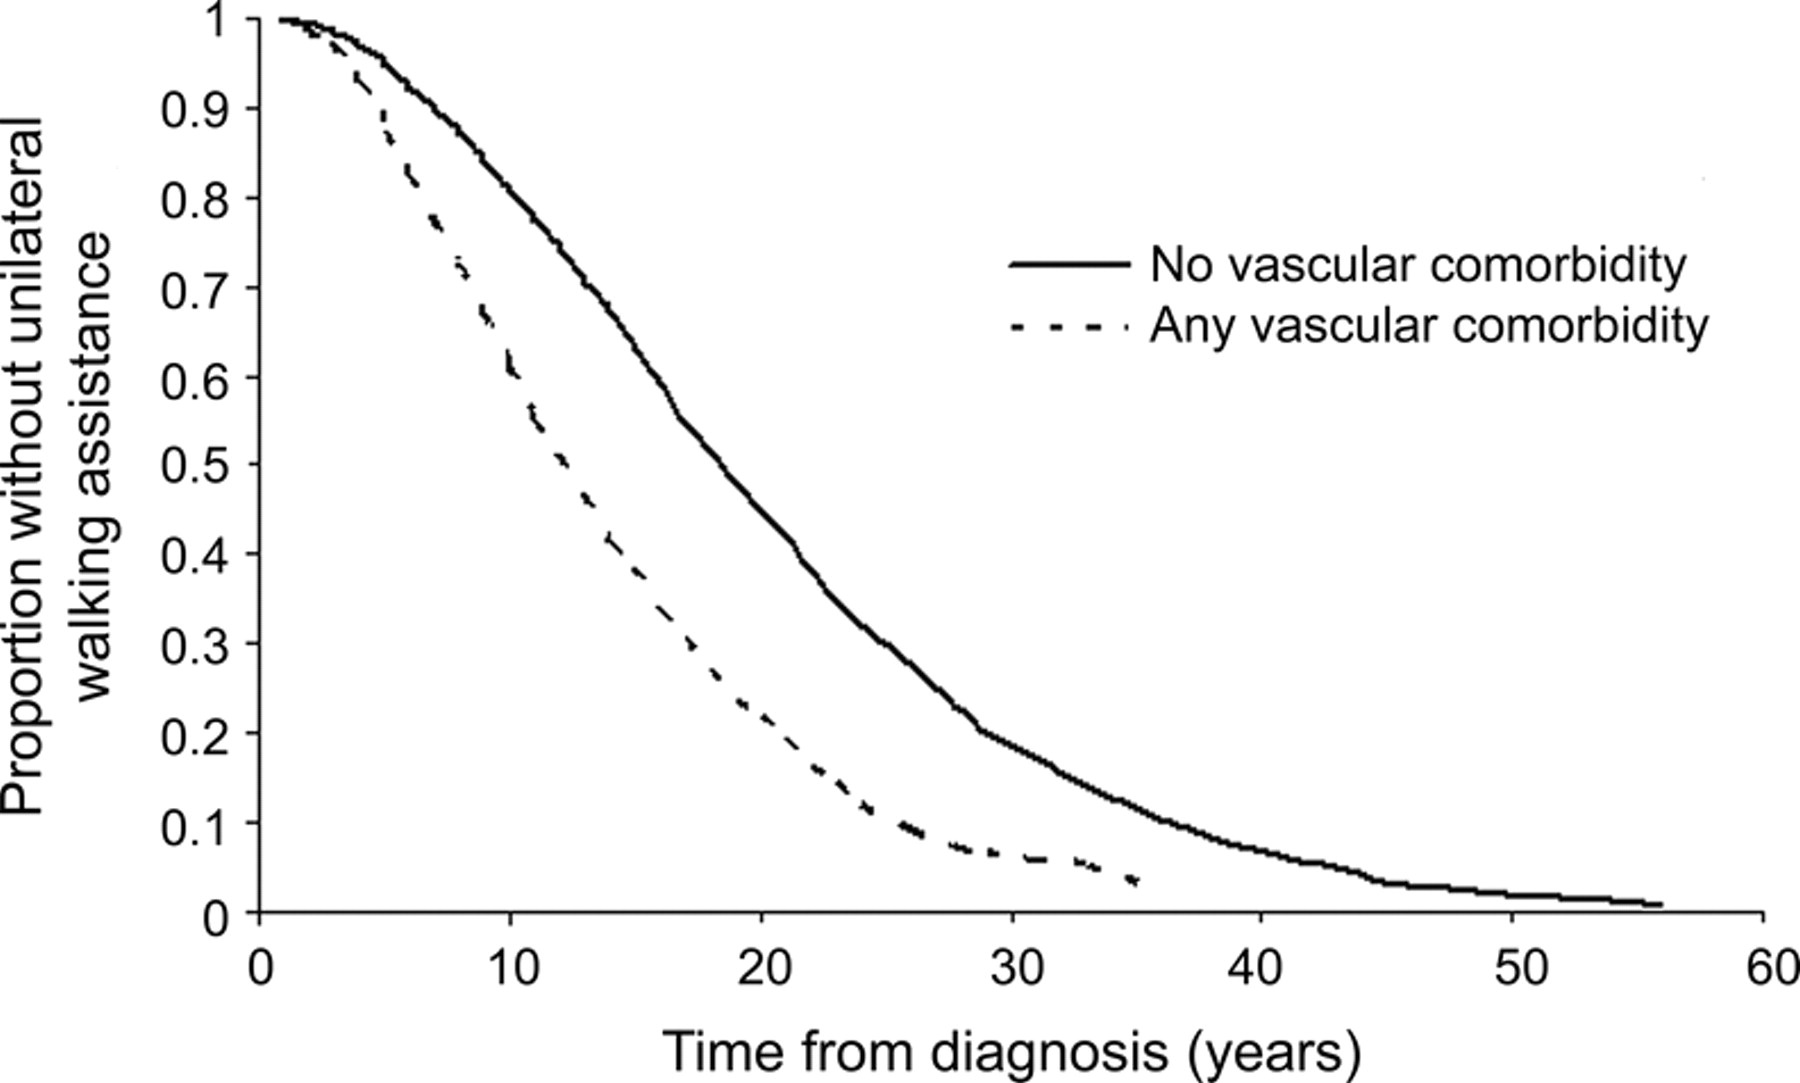 Proportion without unilateral
walking assistance
1
0.9
0.8
0.7
0.6
0.5
0.4
0.3
0.2
0.1
0
No vascular comorbidity
Any vascular comorbidity
0 10 20 30 40 50 60
Time from diagnosis (years)